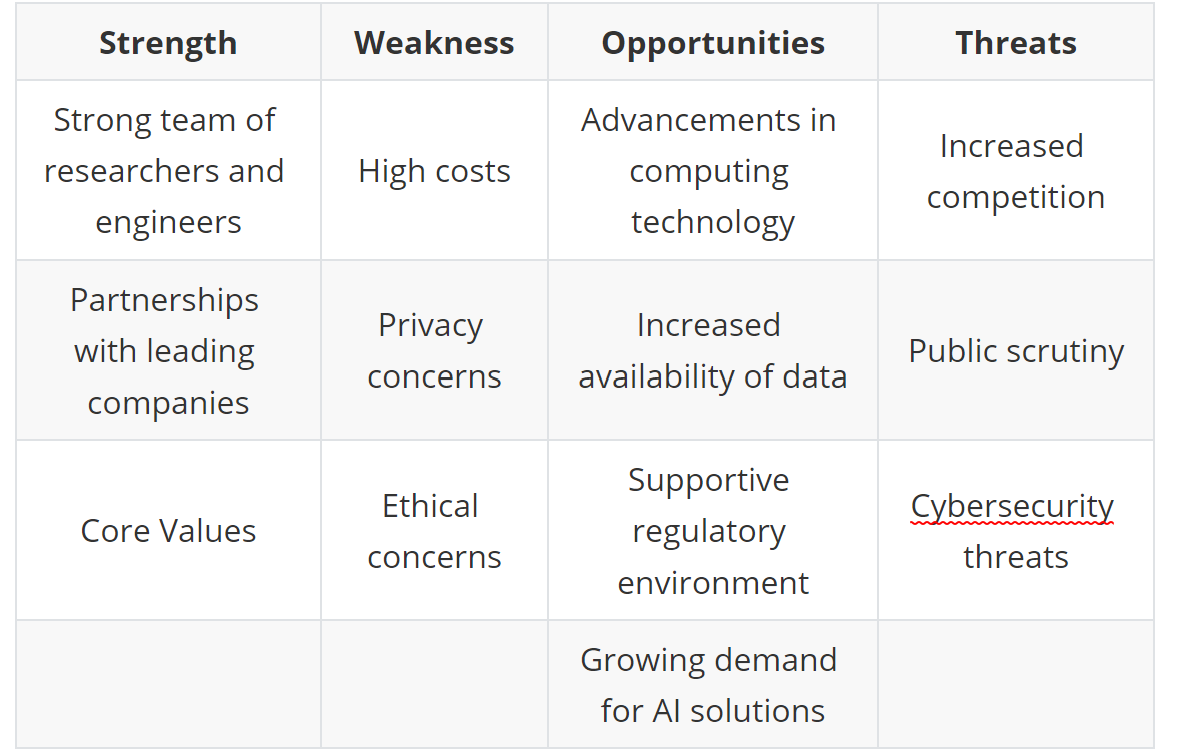 Strength Weakness Opportunities Threats
Strong team of
researchers and
engineers
High costs
Advancements in
computing
technology
Increased
competition
Partnerships
with leading
companies
Privacy
concerns
Increased
availability of data
Public scrutiny
Core Values
Ethical
concerns
Supportive
regulatory
environment
Cybersecurity
threats
Growing demand
for AI solutions